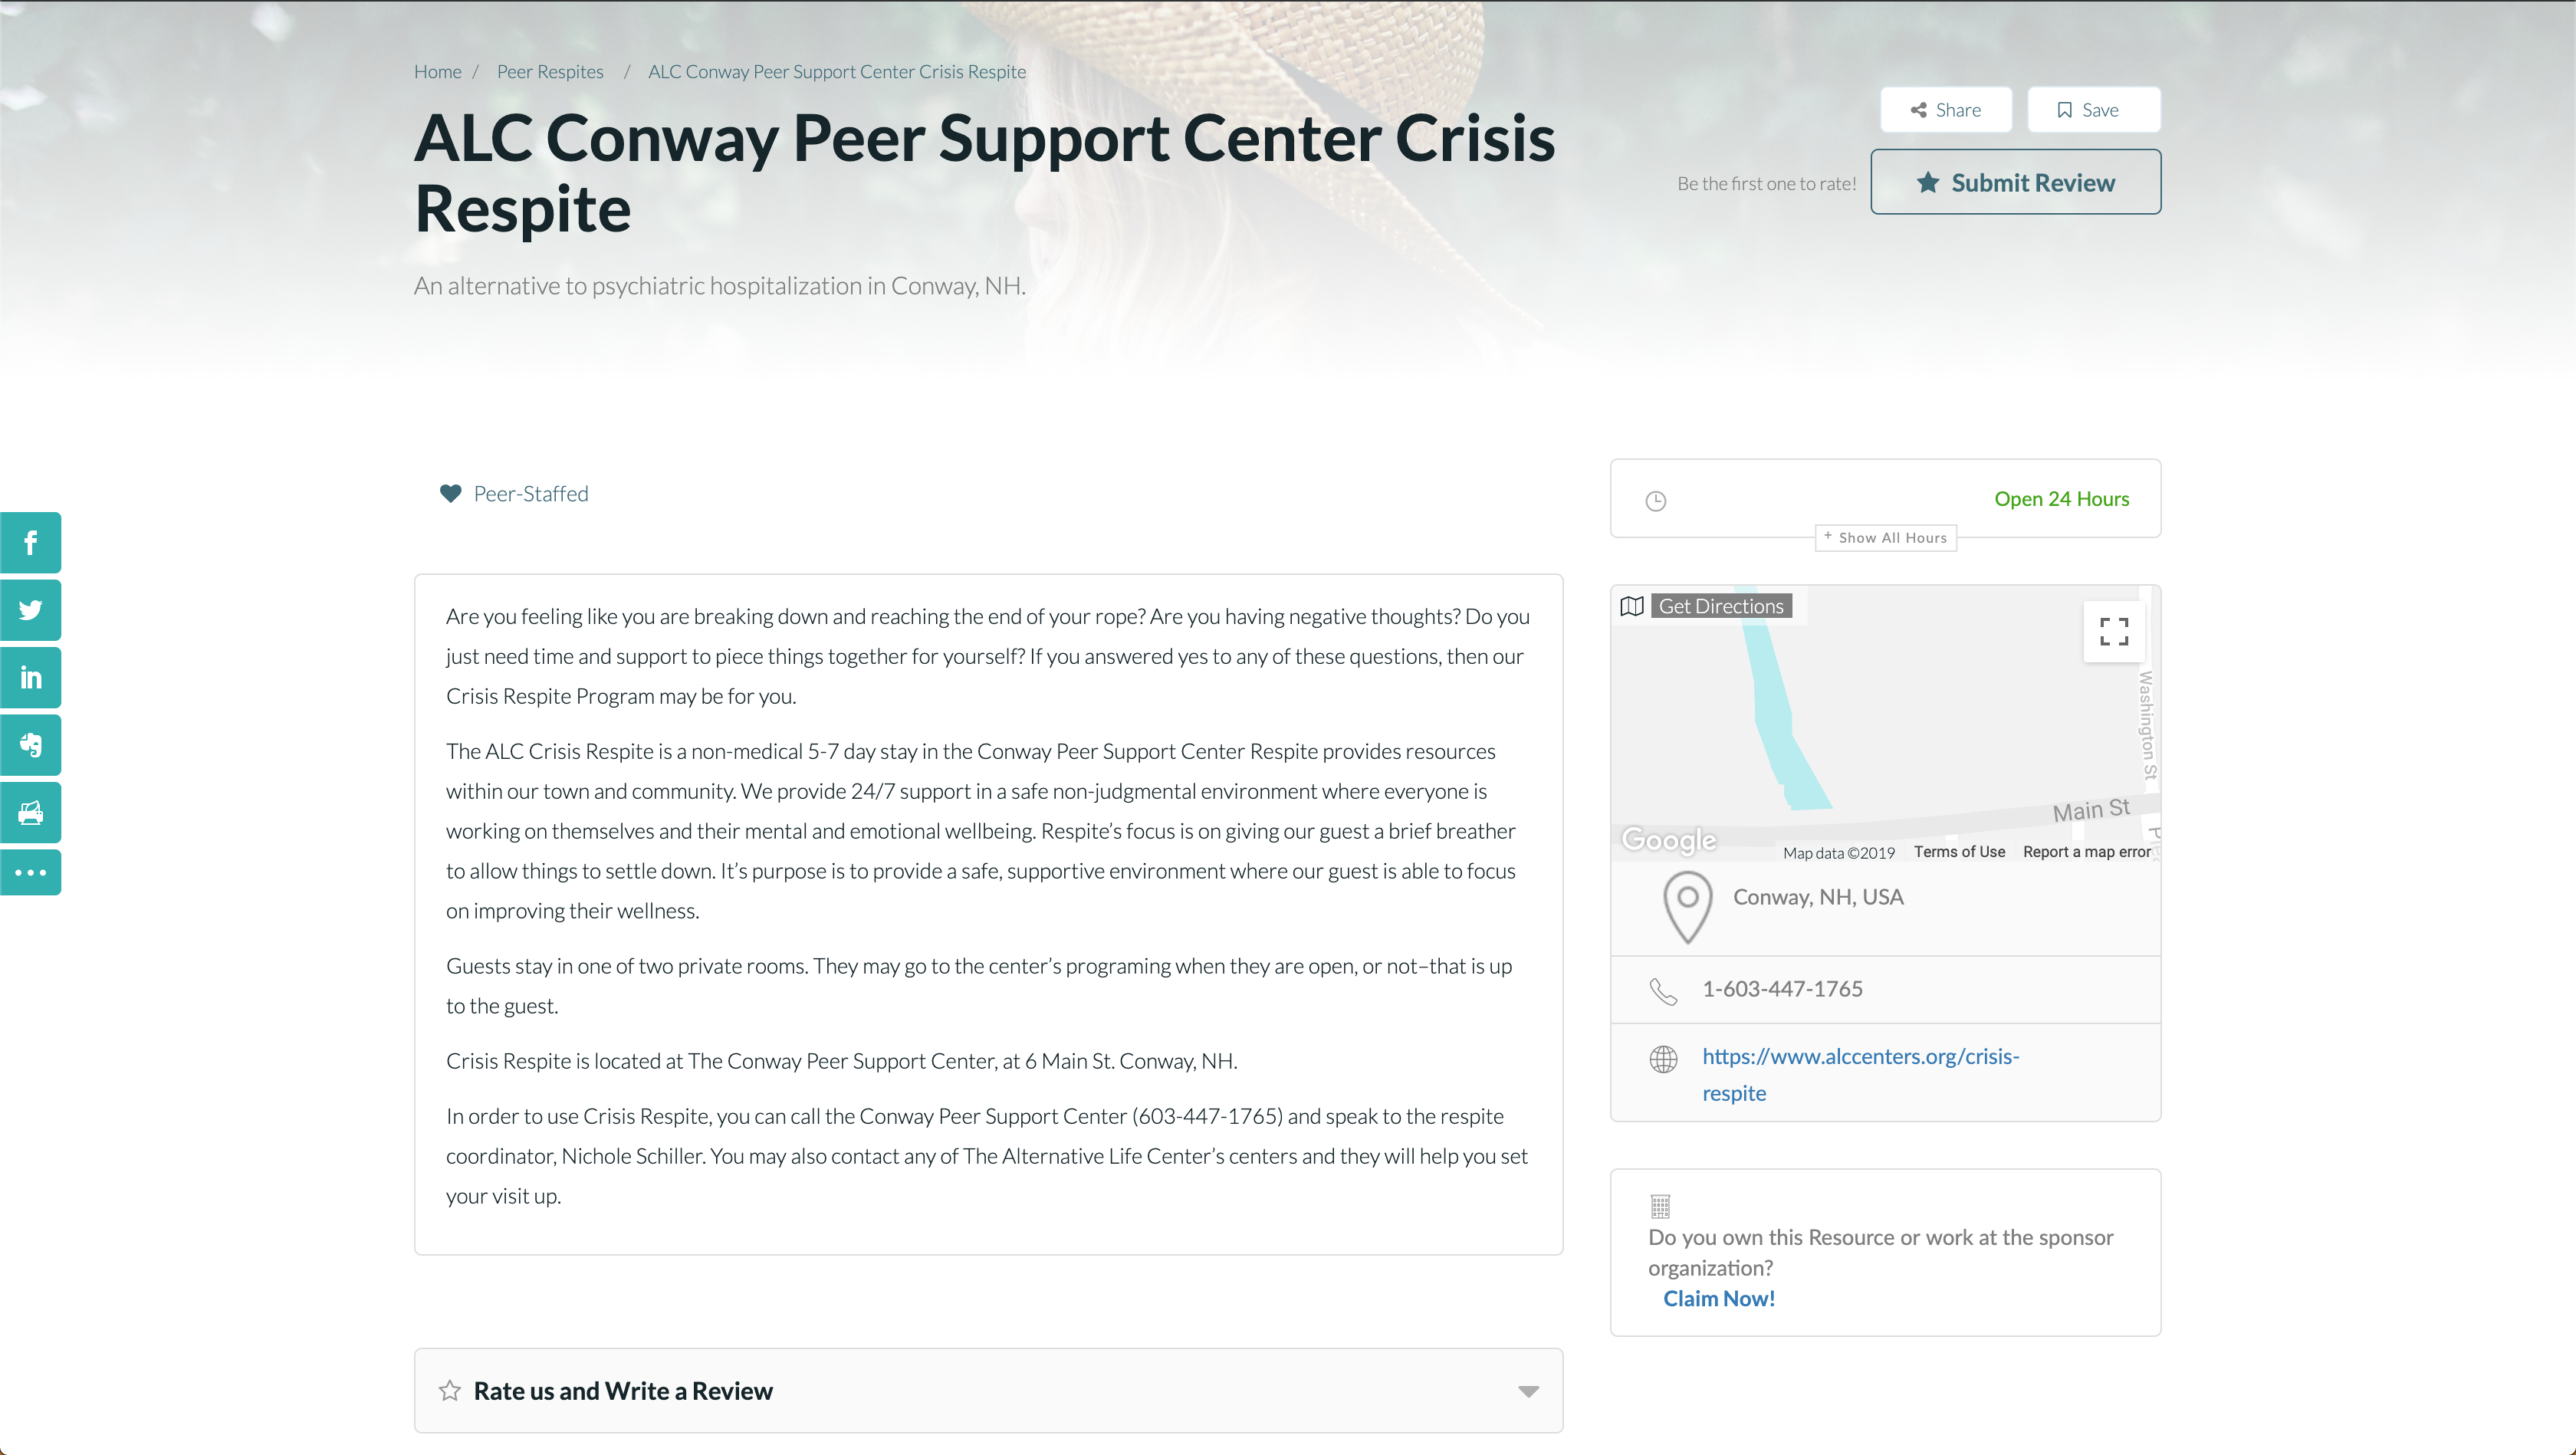 Home / Peer Respites / ALC Conway Peer Support Center Crisis Respite
ALC Conway Peer Support Center Crisis
Respite
An alternative to psychiatric hospitalization in Conway, NH.
Share
Save
Be the first one to rate!
Submit Review
Peer-Staffed
Are you feeling like you are breaking down and reaching the end of your rope? Are you having negative thoughts? Do you
just need time and support to piece things together for yourself? If you answered yes to any of these questions, then our
Crisis Respite Program may be for you.
The ALC Crisis Respite is a non-medical 5-7 day stay in the Conway Peer Support Center Respite provides resources
within our town and community. We provide 24/7 support in a safe non-judgmental environment where everyone is
working on themselves and their mental and emotional wellbeing. Respite’s focus is on giving our guest a brief breather
to allow things to settle down. It’s purpose is to provide a safe, supportive environment where our guest is able to focus
on improving their wellness.
Guests stay in one of two private rooms. They may go to the center’s programing when they are open, or not–that is up
to the guest.
Crisis Respite is located at The Conway Peer Support Center, at 6 Main St. Conway, NH.
In order to use Crisis Respite, you can call the Conway Peer Support Center (603-447-1765) and speak to the respite
coordinator, Nichole Schiller. You may also contact any of The Alternative Life Center’s centers and they will help you set
your visit up.
Rate us and Write a Review
Open 24 Hours
+ Show All Hours
Get Directions
Washington St
Main St
Google
Map data ©2019 Terms of Use Report a map error
Conway, NH, USA
1-603-447-1765
https://www.alccenters.org/crisis-
respite
Do you own this Resource or work at the sponsor
organization?
Claim Now!